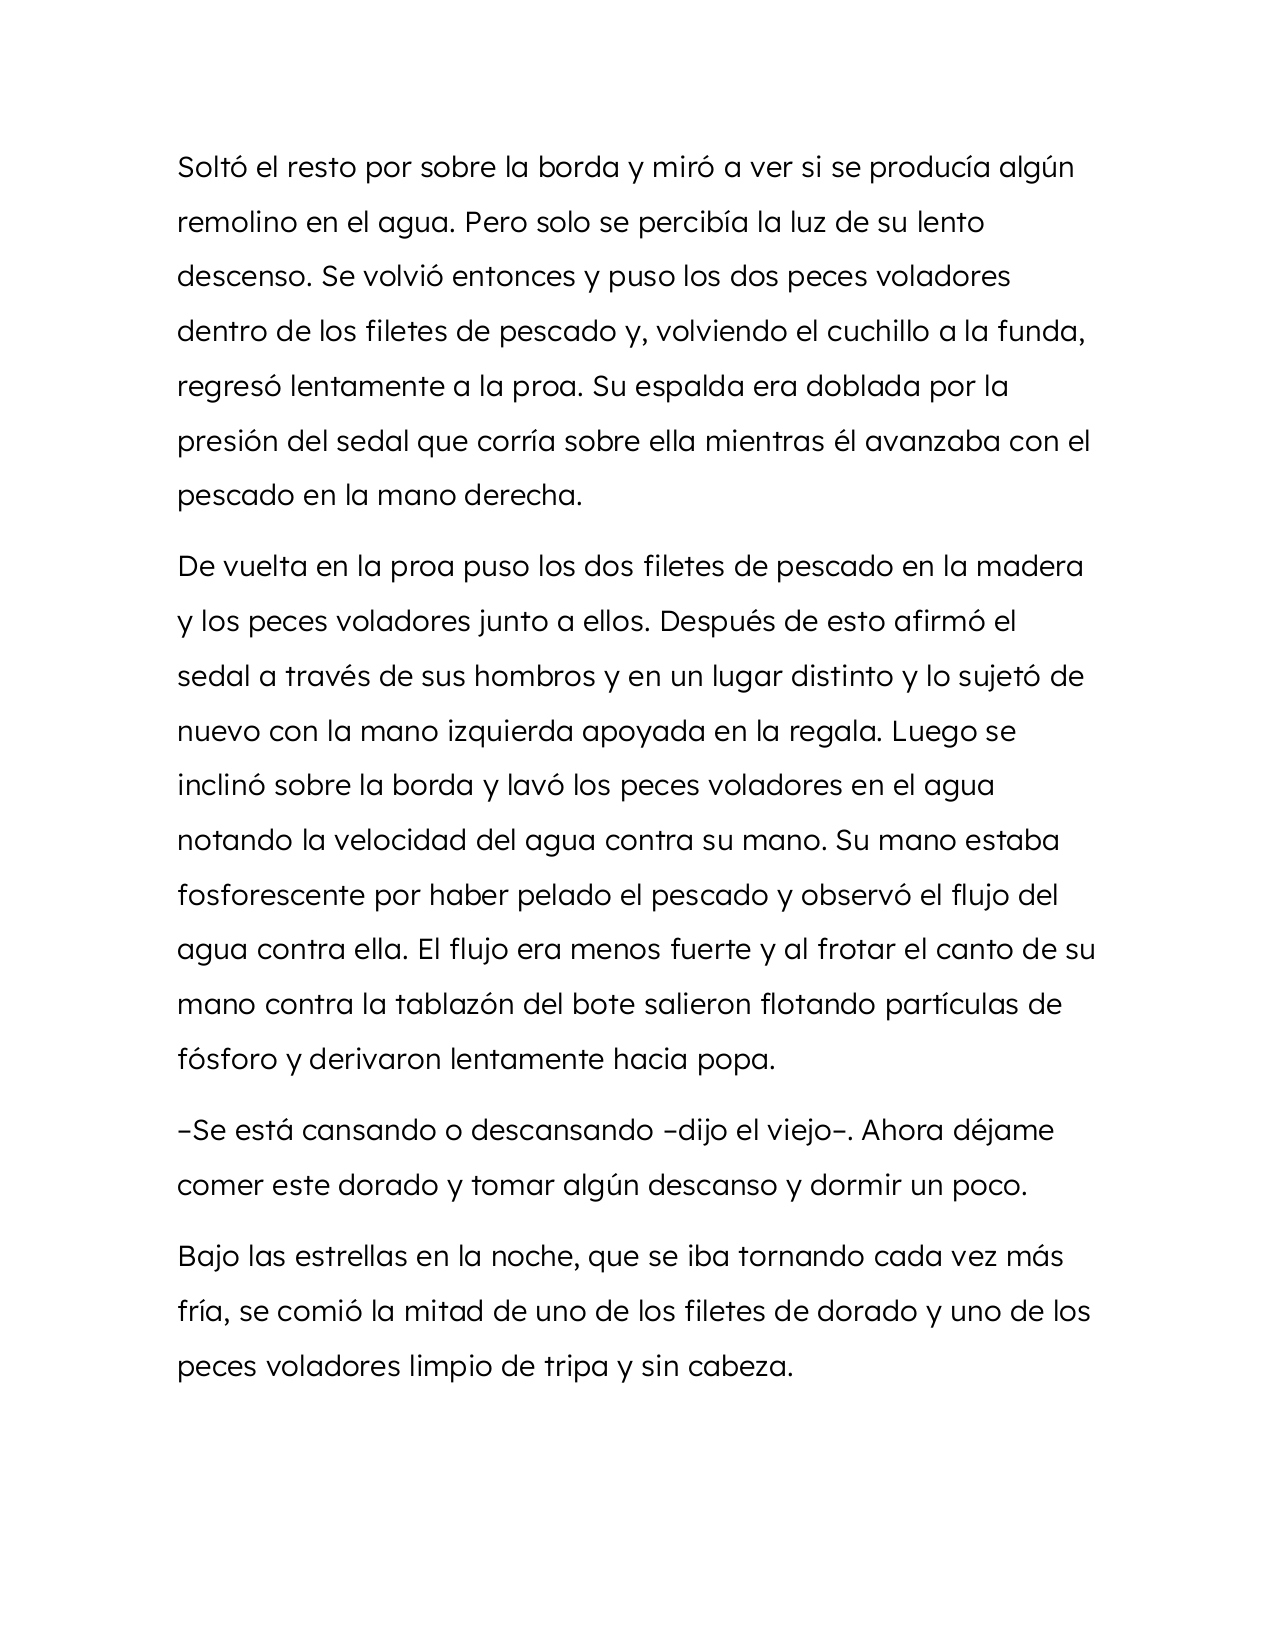 Soltó el resto por sobre la borda y miró a ver si se producía algún
remolino en el agua. Pero solo se percibía la luz de su lento
descenso. Se volvió entonces y puso los dos peces voladores
dentro de los filetes de pescado y, volviendo el cuchillo a la funda,
regresó lentamente a la proa. Su espalda era doblada por la
presión del sedal que corría sobre ella mientras él avanzaba con el
pescado en la mano derecha.
De vuelta en la proa puso los dos filetes de pescado en la madera
y los peces voladores junto a ellos. Después de esto afirmó el
sedal a través de sus hombros y en un lugar distinto y lo sujetó de
nuevo con la mano izquierda apoyada en la regala. Luego se
inclinó sobre la borda y lavó los peces voladores en el agua
notando la velocidad del agua contra su mano. Su mano estaba
fosforescente por haber pelado el pescado y observó el flujo del
agua contra ella. El flujo era menos fuerte y al frotar el canto de su
mano contra la tablazón del bote salieron flotando partículas de
fósforo y derivaron lentamente hacia popa.
–Se está cansando o descansando –dijo el viejo–. Ahora déjame
comer este dorado y tomar algún descanso y dormir un poco.
Bajo las estrellas en la noche, que se iba tornando cada vez más
fría, se comió la mitad de uno de los filetes de dorado y uno de los
peces voladores limpio de tripa y sin cabeza.